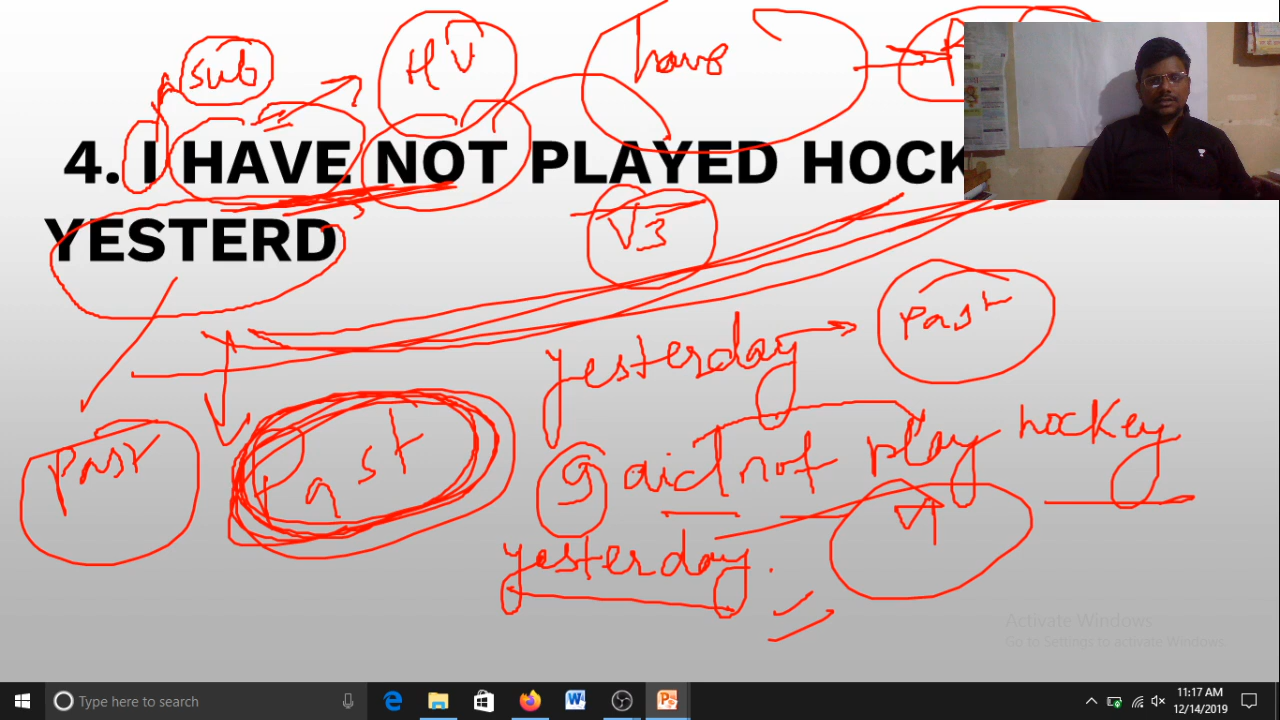 sub
HV
have
4. I HAVE NOT PLAYED HOCK
YESTERD
V3
yesterday → past
past
Past
I did not play hockey
V1
yesterday.
Activate Windows
Go to Settings to activate Windows.
Type here to search
11:17 AM
12/14/2019